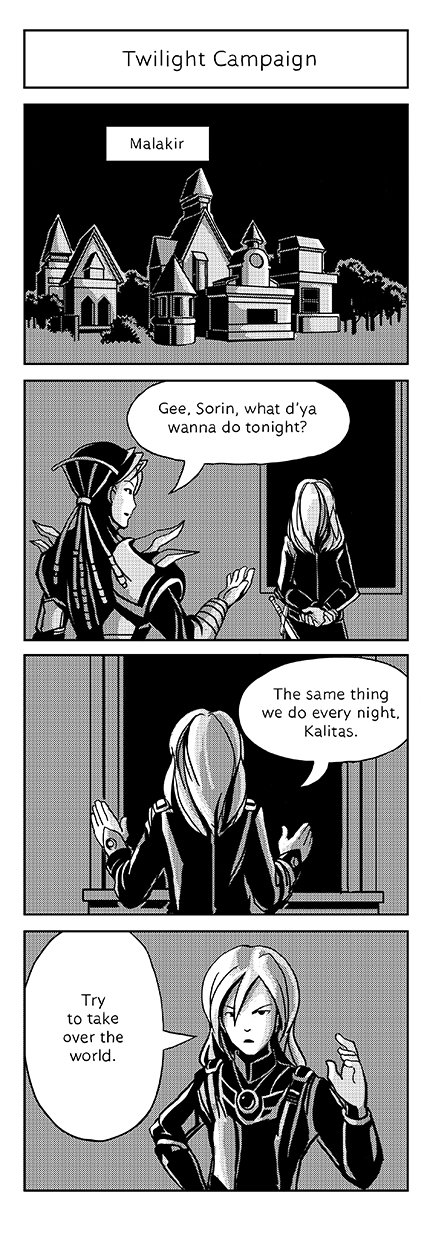 Twilight Campaign
Malakir
Gee, Sorin, what d'ya
wanna do tonight?
The same thing
we do every night,
Kalitas.
Try
to take
over the
world.